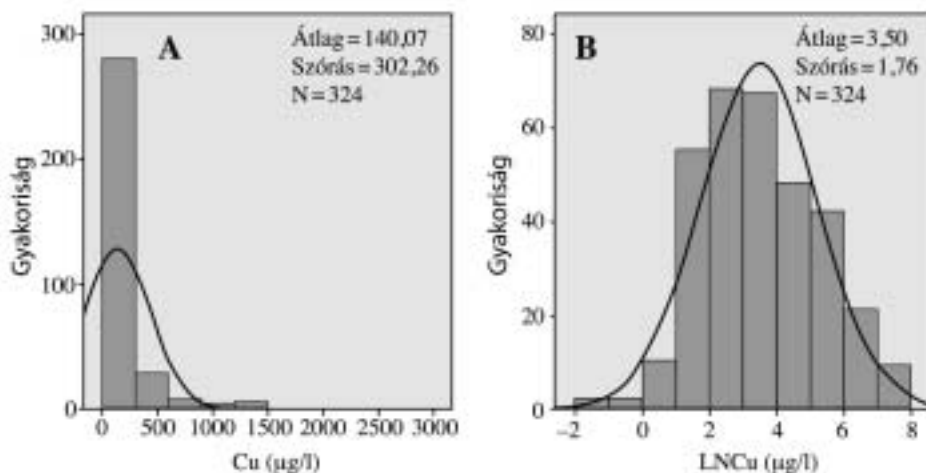 A
Átlag = 140,07
Szórás = 302,26
N = 324
Gyakoriság
300
200
100
0
0 500 1000 1500 2000 2500 3000
Cu (µg/l)
B
Átlag = 3,50
Szórás = 1,76
N = 324
Gyakoriság
80
60
40
20
0
−2 0 2 4 6 8
LNCu (µg/l)